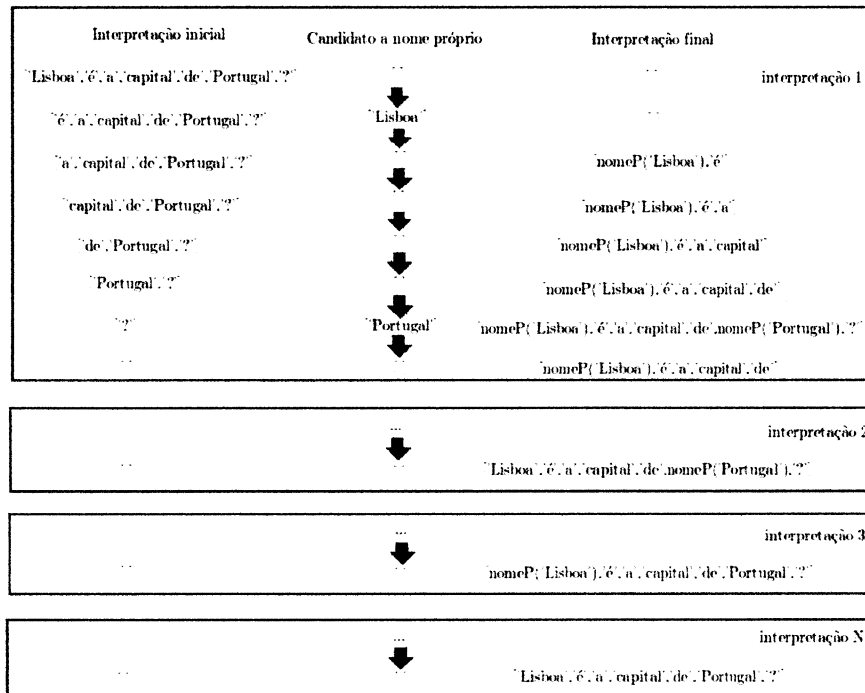 Interpretação inicial Candidato a nome próprio Interpretação final
"'Lisboa','é','a','capital','de','Portugal','?'" " " " " interpretação 1
"'é','a','capital','de','Portugal','?'" "'Lisboa'" " "
"'a','capital','de','Portugal','?'" " " "nomeP('Lisboa'),'é'"
"'capital','de','Portugal','?'" " " "nomeP('Lisboa'),'é','a'"
"'de','Portugal','?'" " " "nomeP('Lisboa'),'é','a','capital'"
"'Portugal','?'" " " "nomeP('Lisboa'),'é','a','capital','de'"
"'?'" "'Portugal'" "nomeP('Lisboa'),'é','a','capital','de',nomeP('Portugal'),'?'"
" " " " "nomeP('Lisboa'),'é','a','capital','de'"
... interpretação 2
" " " " "'Lisboa','é','a','capital','de',nomeP('Portugal'),'?'"
... interpretação 3
" " " " "nomeP('Lisboa'),'é','a','capital','de','Portugal','?'"
... interpretação N
" " " " "'Lisboa','é','a','capital','de','Portugal','?'"